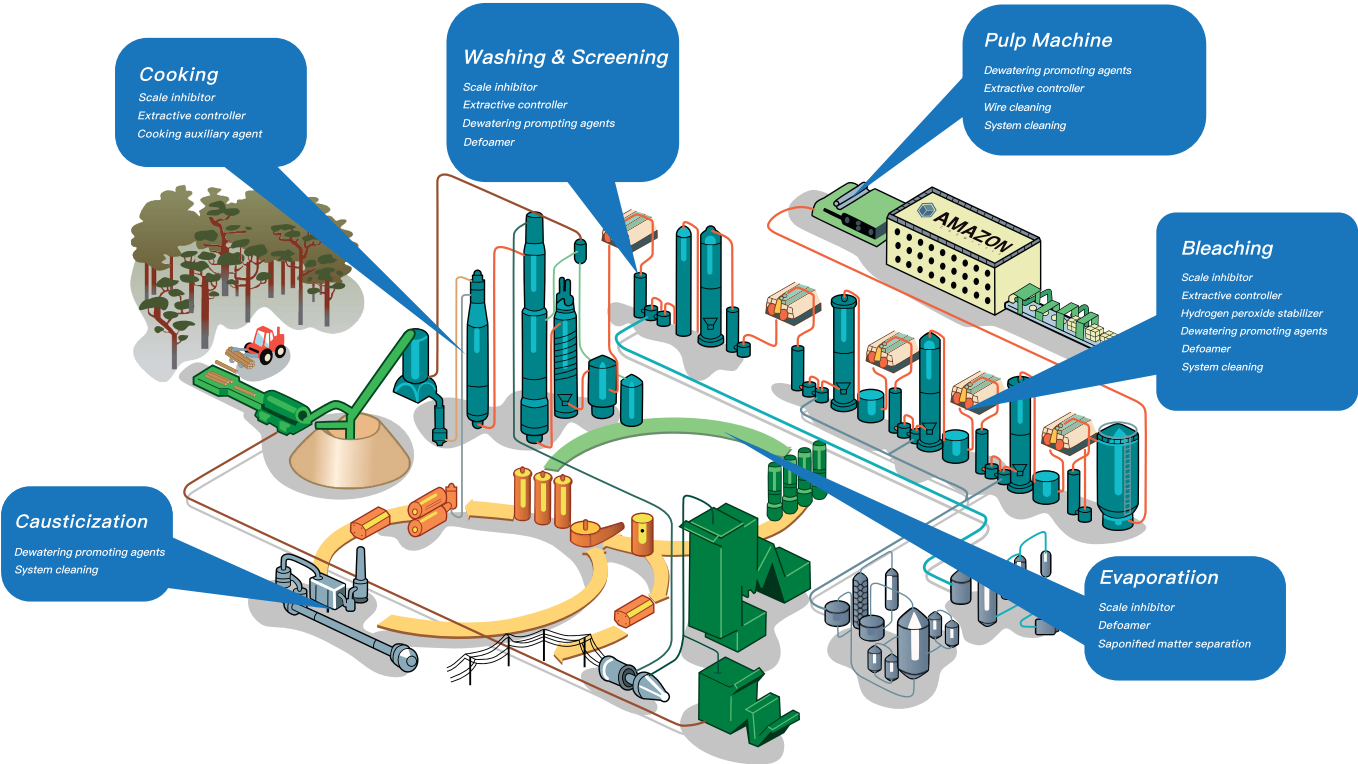 Cooking
Scale inhibitor
Extractive controller
Cooking auxiliary agent
Washing & Screening
Scale inhibitor
Extractive controller
Dewatering prompting agents
Defoamer
Pulp Machine
Dewatering promoting agents
Extractive controller
Wire cleaning
System cleaning
AMAZON
Bleaching
Scale inhibitor
Extractive controller
Hydrogen peroxide stabilizer
Dewatering promoting agents
Defoamer
System cleaning
Causticization
Dewatering promoting agents
System cleaning
Evaporatiion
Scale inhibitor
Defoamer
Saponified matter separation